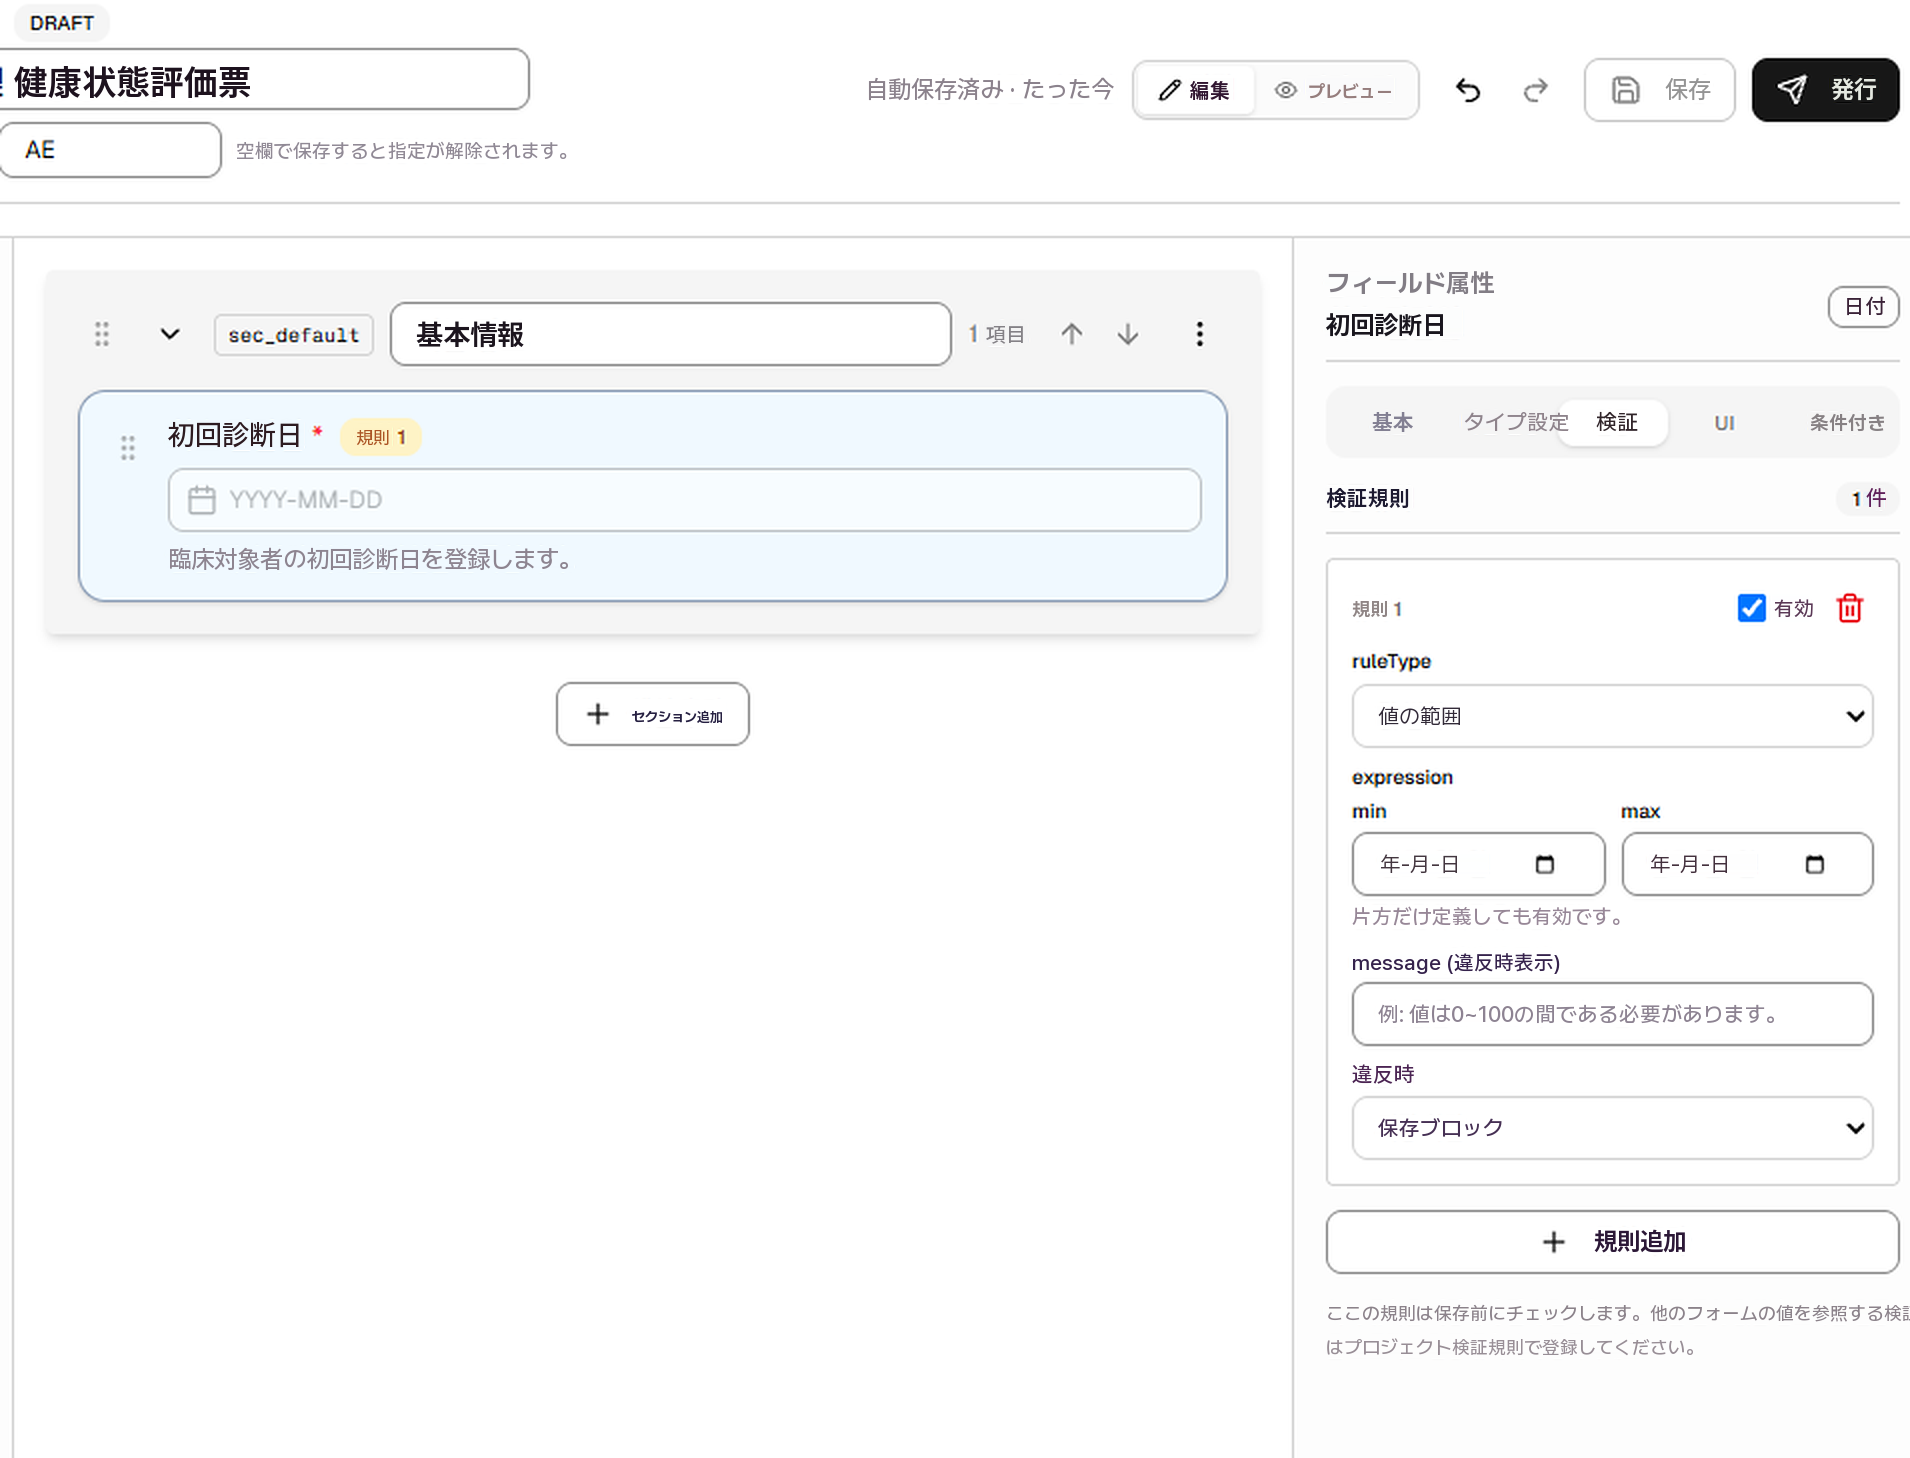 DRAFT
健康状態評価票
自動保存済み · たった今
編集
プレビュー
保存
発行
AE
空欄で保存すると指定が解除されます。
sec_default
基本情報
1 項目
初回診断日 *
規則 1
YYYY-MM-DD
臨床対象者の初回診断日を登録します。
セクション追加
フィールド属性
初回診断日
日付
基本
タイプ設定
検証
UI
条件付き
検証規則
1 件
規則 1
有効
ruleType
値の範囲
expression
min
max
年-月-日
年-月-日
片方だけ定義しても有効です。
message (違反時表示)
例: 値は0~100の間である必要があります。
違反時
保存ブロック
規則追加
ここの規則は保存前にチェックします。他のフォームの値を参照する検証
はプロジェクト検証規則で登録してください。